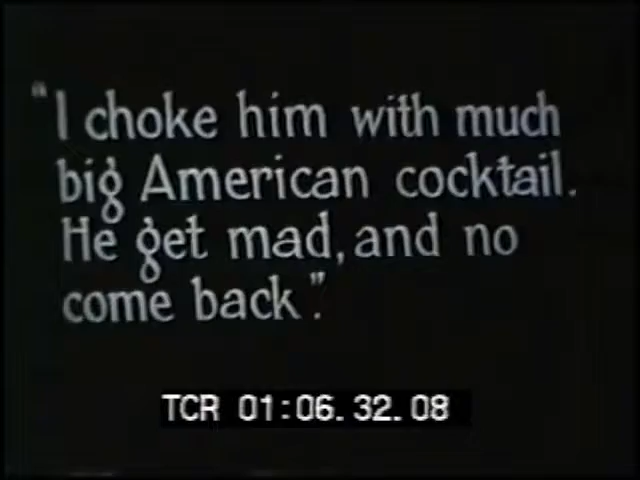 "I choke him with much
big American cocktail.
He get mad, and no
come back".
TCR 01:06.32.08